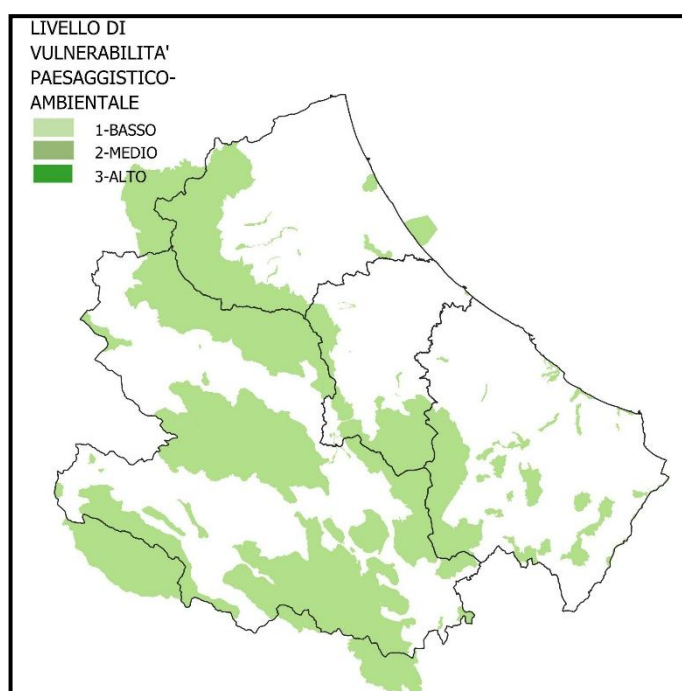 LIVELLO DI
VULNERABILITA'
PAESAGGISTICO-
AMBIENTALE
1-BASSO
2-MEDIO
3-ALTO